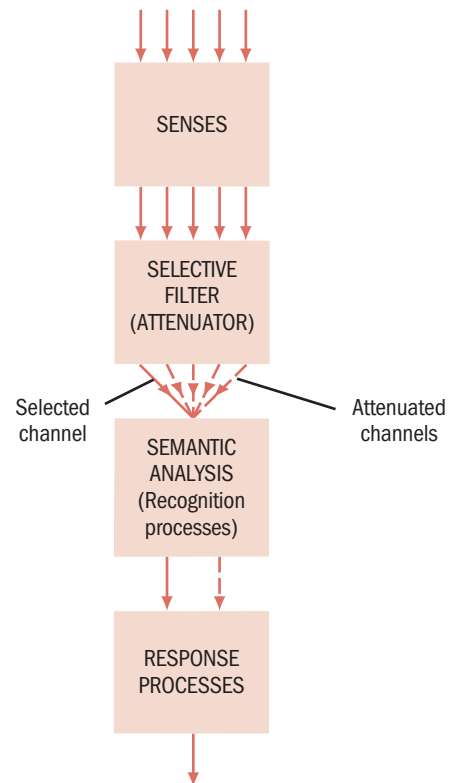 SENSES
SELECTIVE
FILTER
(ATTENUATOR)
Selected
channel
Attenuated
channels
SEMANTIC
ANALYSIS
(Recognition
processes)
RESPONSE
PROCESSES